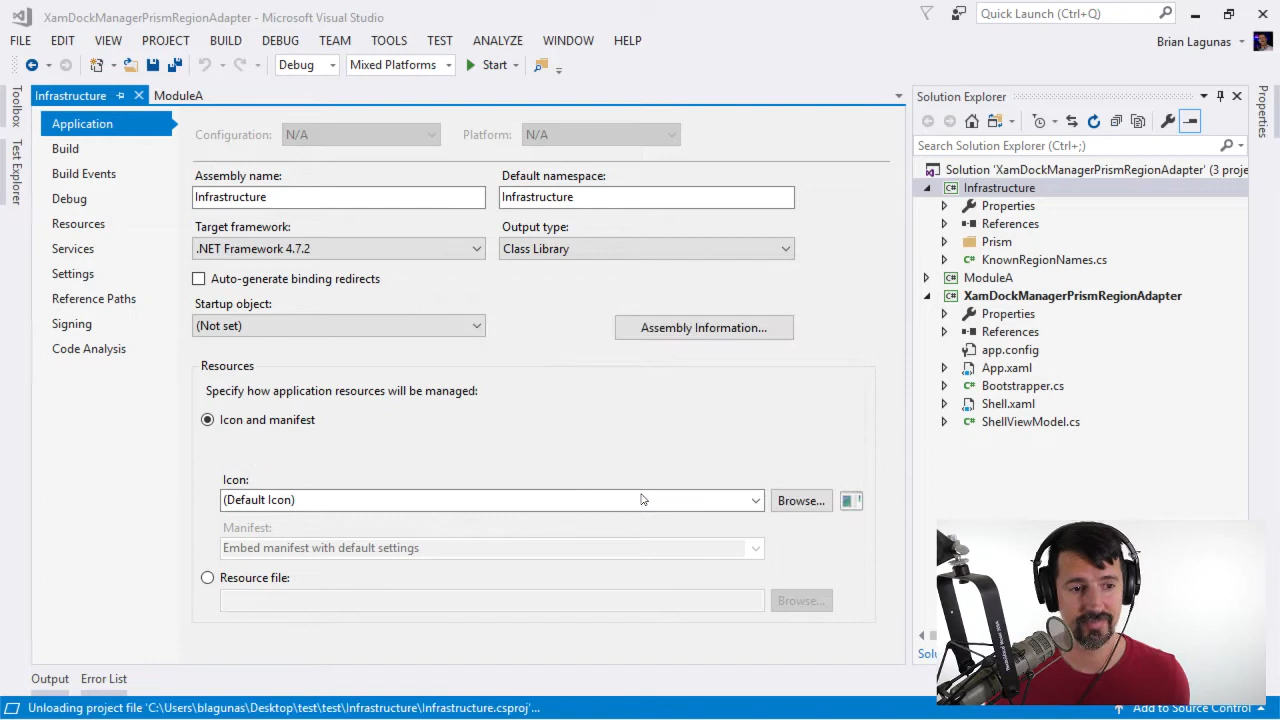 XamDockManagerPrismRegionAdapter - Microsoft Visual Studio
Quick Launch (Ctrl+Q)
FILE EDIT VIEW PROJECT BUILD DEBUG TEAM TOOLS TEST ANALYZE WINDOW HELP
Brian Lagunas
Debug
Mixed Platforms
Start
Toolbox
Test Explorer
Infrastructure
ModuleA
Application
Build
Build Events
Debug
Resources
Services
Settings
Reference Paths
Signing
Code Analysis
Configuration: N/A
Platform: N/A
Assembly name:
Default namespace:
Infrastructure
Infrastructure
Target framework:
Output type:
.NET Framework 4.7.2
Class Library
Auto-generate binding redirects
Startup object:
(Not set)
Assembly Information...
Resources
Specify how application resources will be managed:
Icon and manifest
Icon:
(Default Icon)
Browse...
Manifest:
Embed manifest with default settings
Resource file:
Browse...
Solution Explorer
Search Solution Explorer (Ctrl+;)
Solution 'XamDockManagerPrismRegionAdapter' (3 proje
C# Infrastructure
Properties
References
Prism
C# KnownRegionNames.cs
C# ModuleA
C# XamDockManagerPrismRegionAdapter
Properties
References
app.config
App.xaml
C# Bootstrapper.cs
Shell.xaml
C# ShellViewModel.cs
Solu
Properties
Output
Error List
Unloading project file 'C:\Users\blagunas\Desktop\test\test\Infrastructure\Infrastructure.csproj'...
Add to Source Control